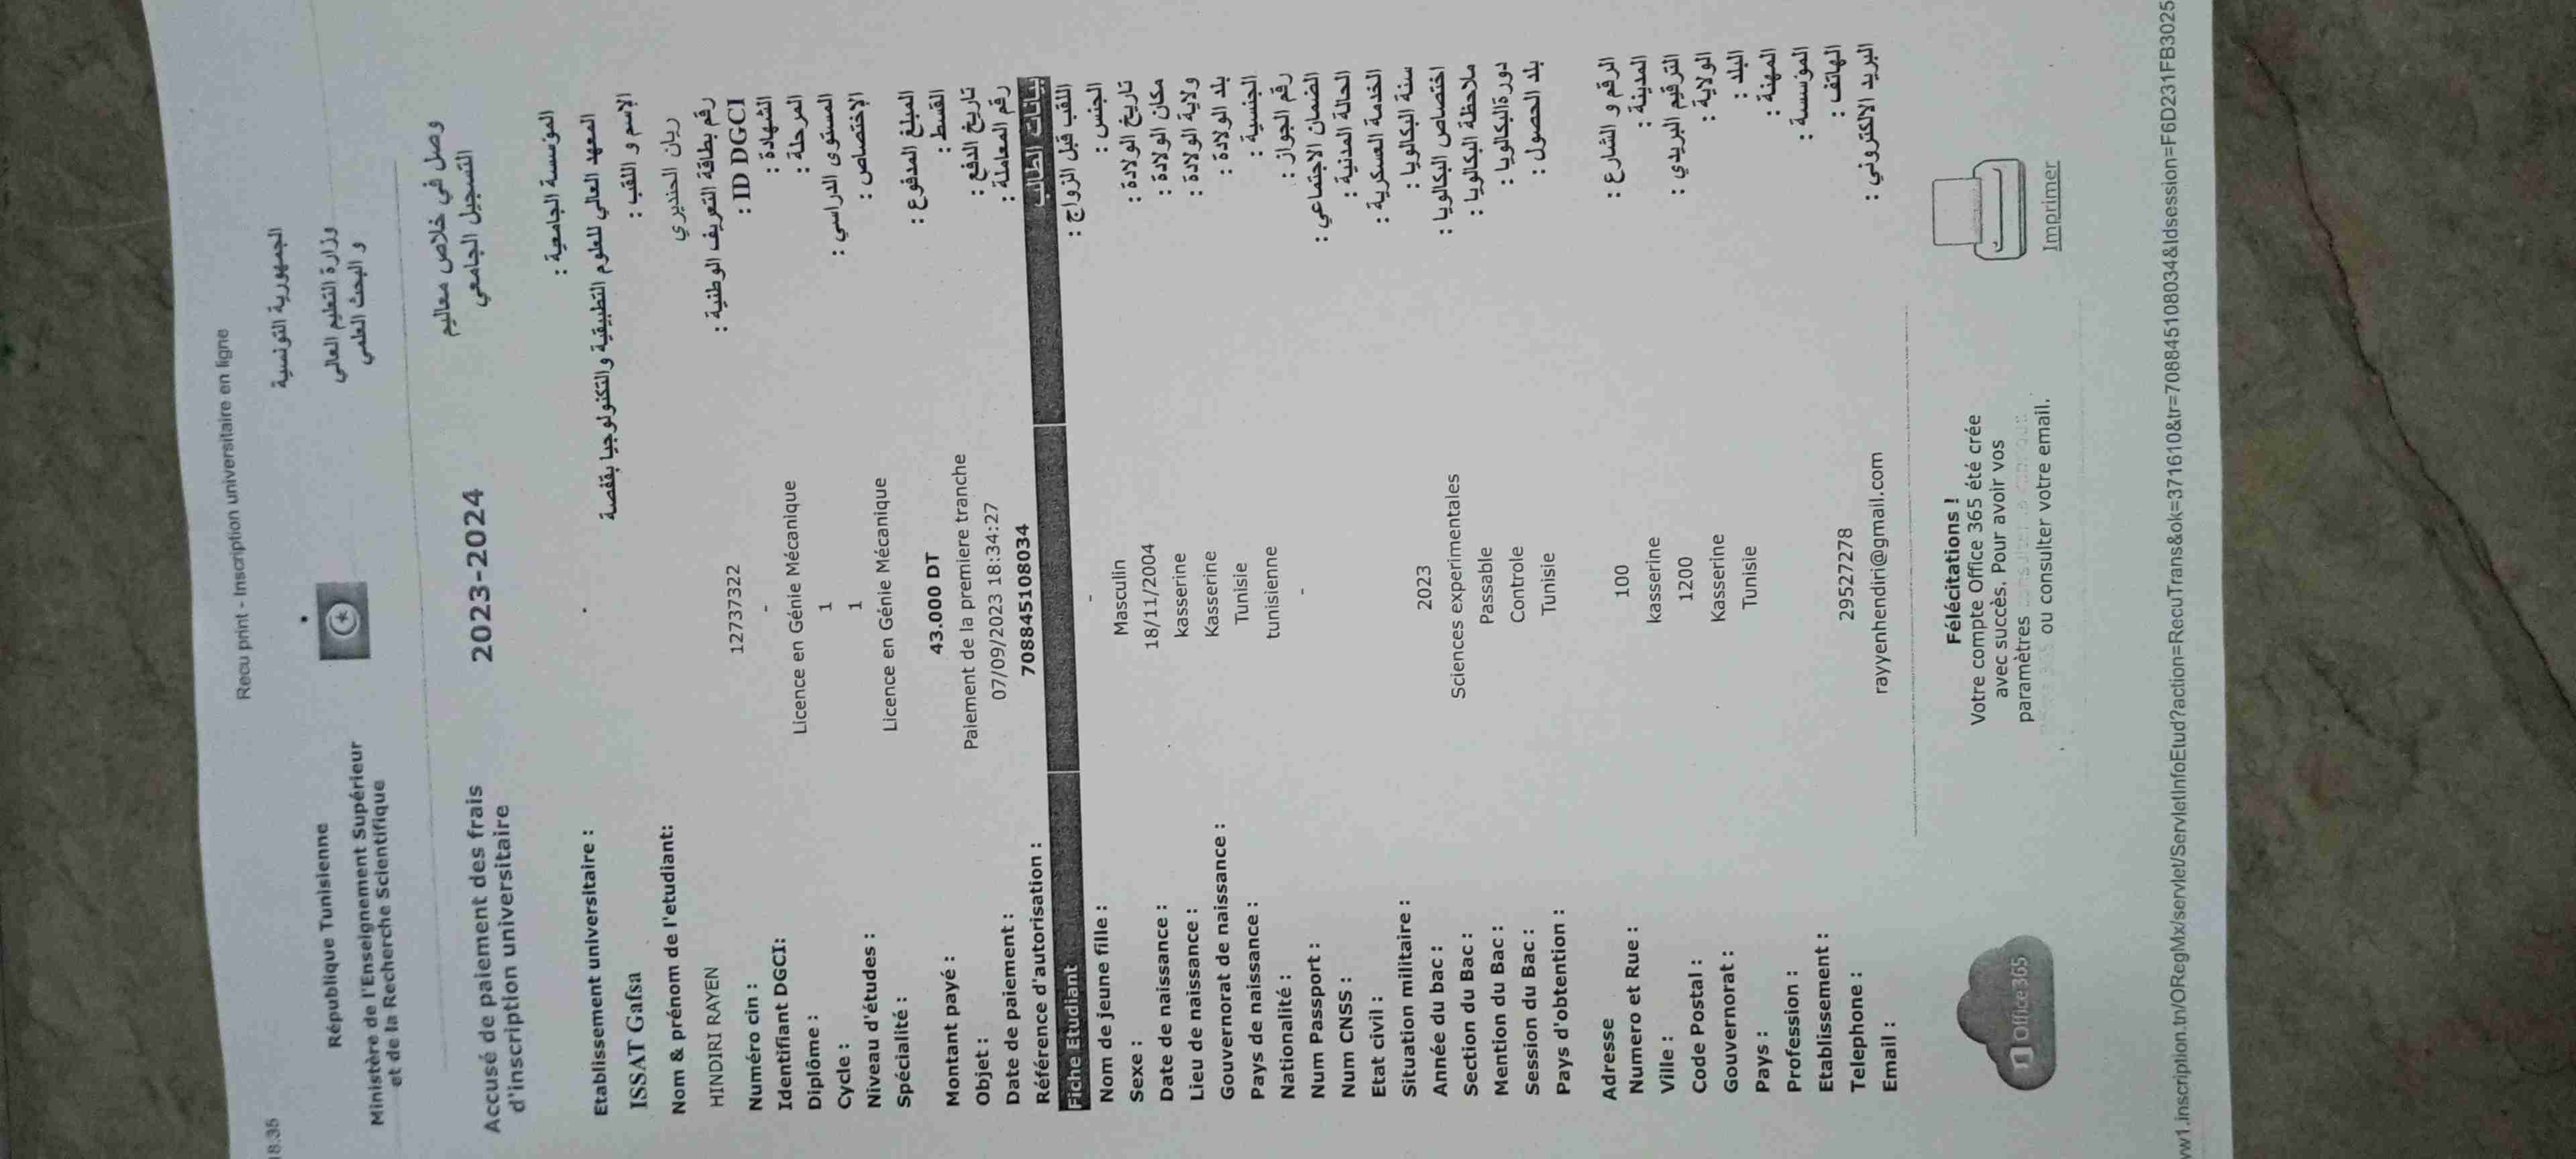 18:35
Recu print - Inscription universitaire en ligne
République Tunisienne
الجمهورية التونسية
Ministère de l'Enseignement Supérieur
et de la Recherche Scientifique
وزارة التعليم العالي
و البحث العلمي
Accusé de paiement des frais
d'inscription universitaire
2023-2024
وصل في خلاص معاليم
التسجيل الجامعي
Etablissement universitaire :
المؤسسة الجامعية :
ISSAT Gafsa
المعهد العالي للعلوم التطبيقية والتكنولوجيا بقفصة
Nom & prénom de l'etudiant:
الإسم و اللقب :
HINDIRI RAYEN
ريان الحنديري
Numéro cin : 12737322 رقم بطاقة التعريف الوطنية :
Identifiant DGCI: - ID DGCI :
Diplôme : Licence en Génie Mécanique الشهادة :
Cycle : 1 المرحلة :
Niveau d'études : 1 المستوى الدراسي :
Spécialité : Licence en Génie Mécanique الإختصاص :
Montant payé : 43.000 DT المبلغ المدفوع :
Objet : Paiement de la premiere tranche القسط :
Date de paiement : 07/09/2023 18:34:27 تاريخ الدفع :
Référence d'autorisation : 708845108034 رقم المعاملة :
Fiche Etudiant بيانات الطالب
Nom de jeune fille : - اللقب قبل الزواج :
Sexe : Masculin الجنس :
Date de naissance : 18/11/2004 تاريخ الولادة :
Lieu de naissance : kasserine مكان الولادة :
Gouvernorat de naissance : Kasserine ولاية الولادة :
Pays de naissance : Tunisie بلد الولادة :
Nationalité : tunisienne الجنسية :
Num Passport : - رقم الجواز :
Num CNSS : الضمان الاجتماعي :
Etat civil : الحالة المدنية :
Situation militaire : الخدمة العسكرية :
Année du bac : 2023 سنة البكالويا :
Section du Bac : Sciences experimentales اختصاص البكالويا :
Mention du Bac : Passable ملاحظة البكالويا :
Session du Bac : Controle دورةالبكالويا :
Pays d'obtention : Tunisie بلد الحصول :
Adresse
Numero et Rue : 100 الرقم و الشارع :
Ville : kasserine المدينة :
Code Postal : 1200 الترقيم البريدي :
Gouvernorat : Kasserine الولاية :
Pays : Tunisie البلد :
Profession : المهنة :
Etablissement : المؤسسة :
Telephone : 29527278 الهاتف :
Email : rayyenhendiri@gmail.com البريد الالكتروني :
Office365
Félécitations !
Votre compte Office 365 été crée
avec succès. Pour avoir vos
paramètres
ou consulter votre email.
Imprimer
w1.inscription.tn/ORegMx/servlet/ServletInfoEtud?action=RecuTrans&ok=371610&tr=708845108034&Idsession=F6D231FB3025